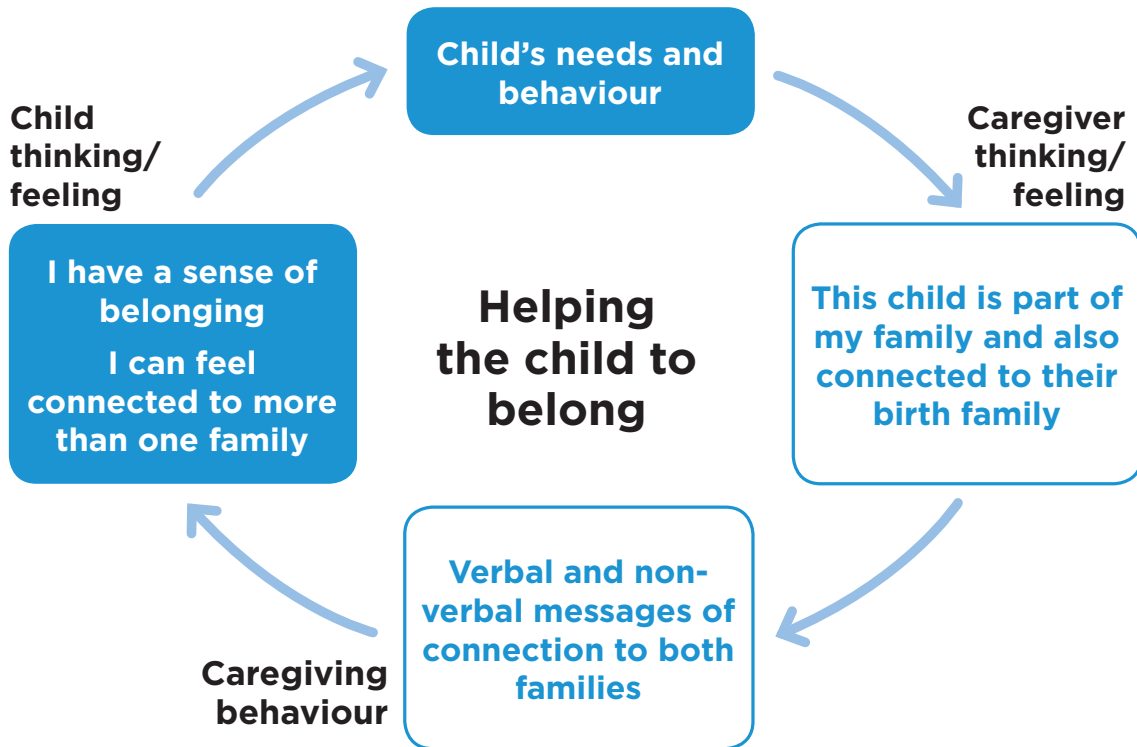 Child’s needs and
behaviour
Caregiver
thinking/
feeling
This child is part of
my family and also
connected to their
birth family
Verbal and non-
verbal messages of
connection to both
families
Caregiving
behaviour
Child
thinking/
feeling
I have a sense of
belonging
I can feel
connected to more
than one family
Helping
the child to
belong